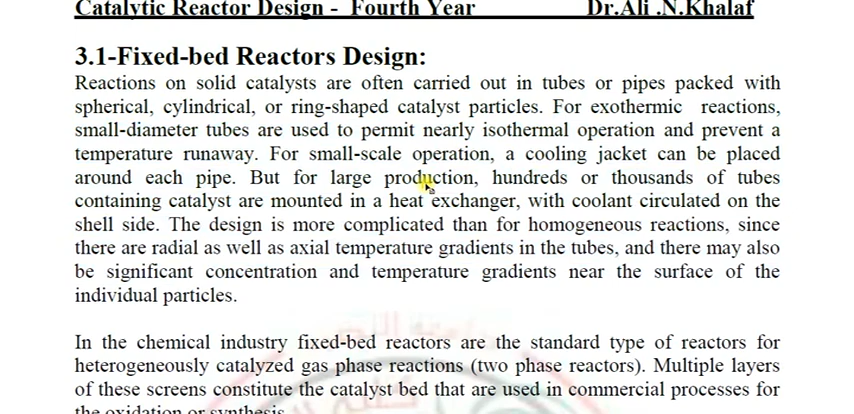 Catalytic Reactor Design - Fourth Year Dr.Ali .N.Khalaf
3.1-Fixed-bed Reactors Design:
Reactions on solid catalysts are often carried out in tubes or pipes packed with
spherical, cylindrical, or ring-shaped catalyst particles. For exothermic reactions,
small-diameter tubes are used to permit nearly isothermal operation and prevent a
temperature runaway. For small-scale operation, a cooling jacket can be placed
around each pipe. But for large production, hundreds or thousands of tubes
containing catalyst are mounted in a heat exchanger, with coolant circulated on the
shell side. The design is more complicated than for homogeneous reactions, since
there are radial as well as axial temperature gradients in the tubes, and there may also
be significant concentration and temperature gradients near the surface of the
individual particles.
In the chemical industry fixed-bed reactors are the standard type of reactors for
heterogeneously catalyzed gas phase reactions (two phase reactors). Multiple layers
of these screens constitute the catalyst bed that are used in commercial processes for
the oxidation or synthesis